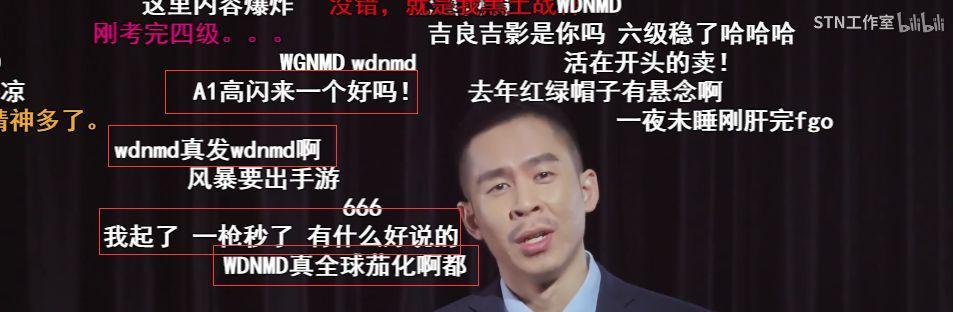 这里内容爆炸
没错，就是我黑土战WDNMD
STN工作室 bilibili
刚考完四级。。。
吉良吉影是你吗 六级稳了哈哈哈
WGNMD wdnmd
活在开头的卖！
凉
A1高闪来一个好吗！
去年红绿帽子有悬念啊
精神多了。
一夜未睡刚肝完fgo
wdnmd真发wdnmd啊
风暴要出手游
666
我起了 一枪秒了 有什么好说的
WDNMD真全球茄化啊都